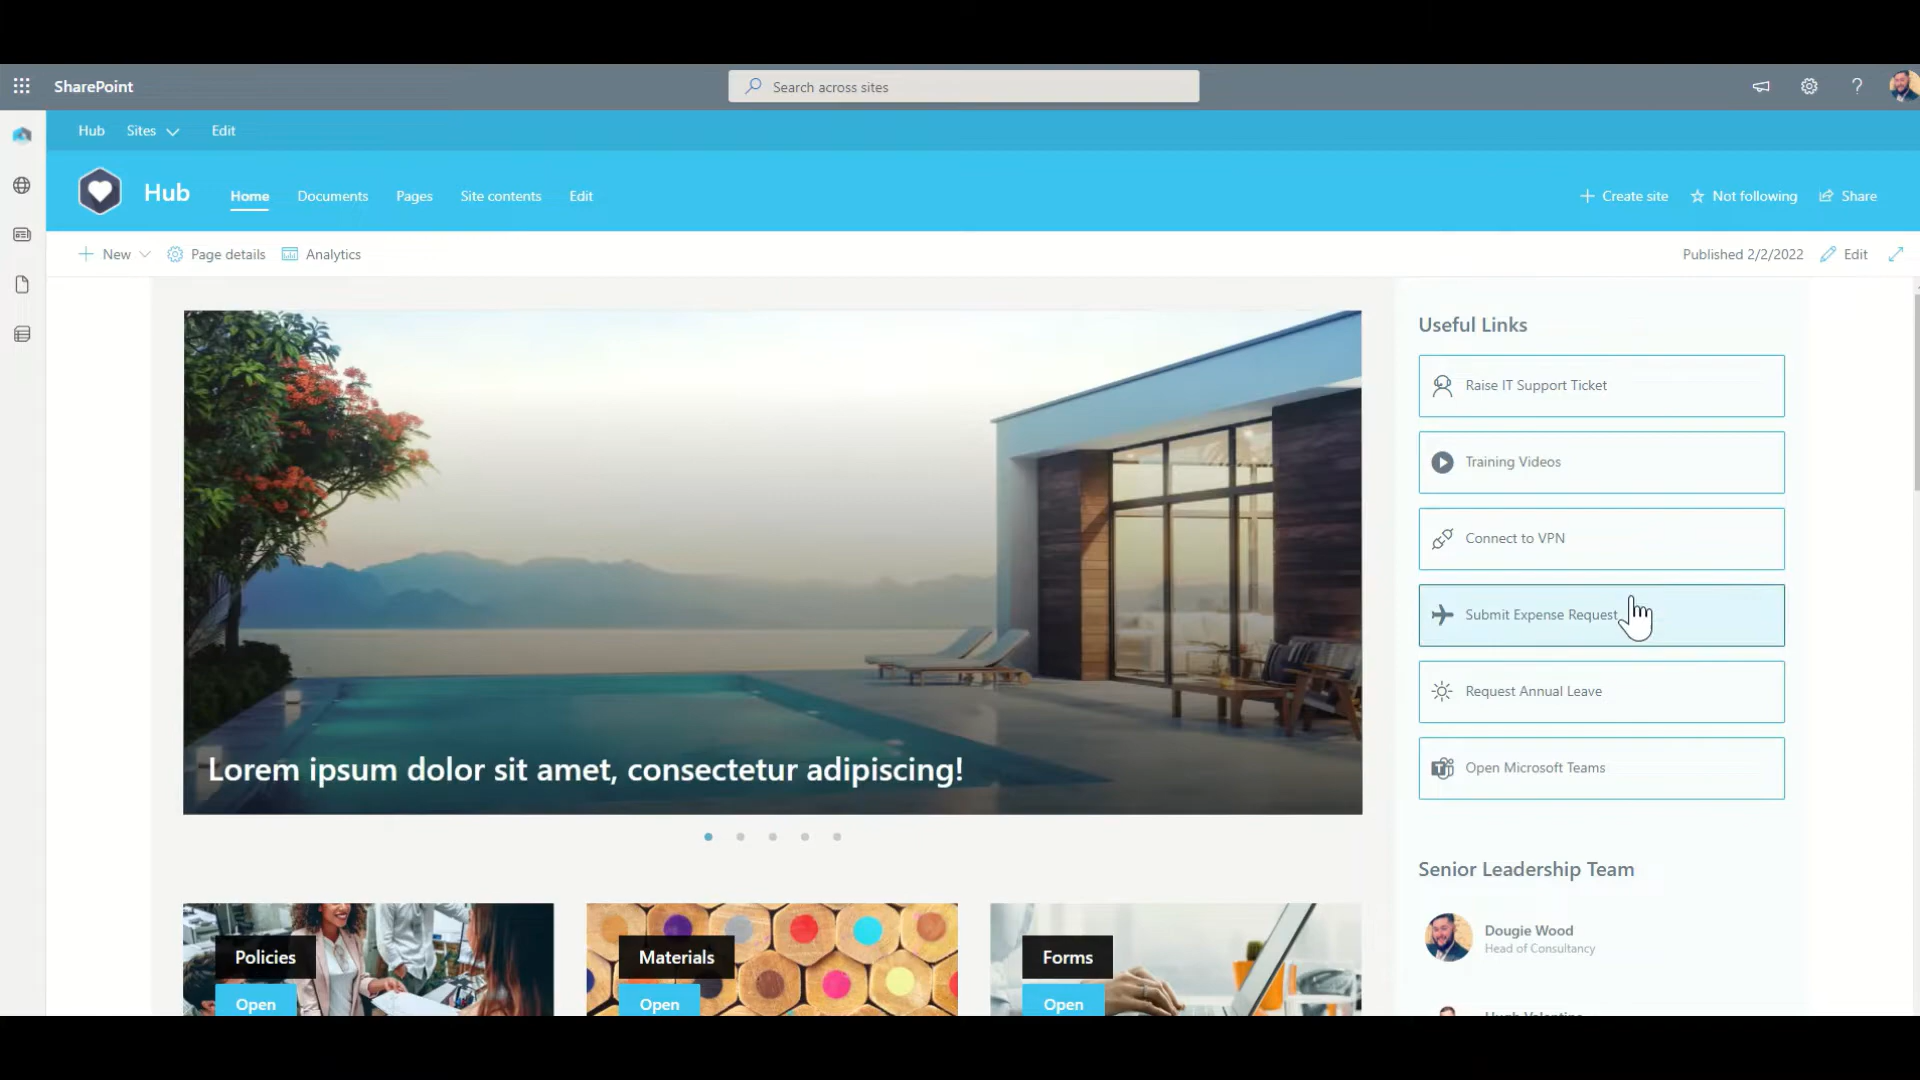 SharePoint
Search across sites
?
Hub Sites Edit
Hub Home Documents Pages Site contents Edit
Create site Not following Share
New Page details Analytics
Published 2/2/2022 Edit
Lorem ipsum dolor sit amet, consectetur adipiscing!
Policies
Open
Materials
Open
Forms
Open
Useful Links
Raise IT Support Ticket
Training Videos
Connect to VPN
Submit Expense Request
Request Annual Leave
Open Microsoft Teams
Senior Leadership Team
Dougie Wood
Head of Consultancy